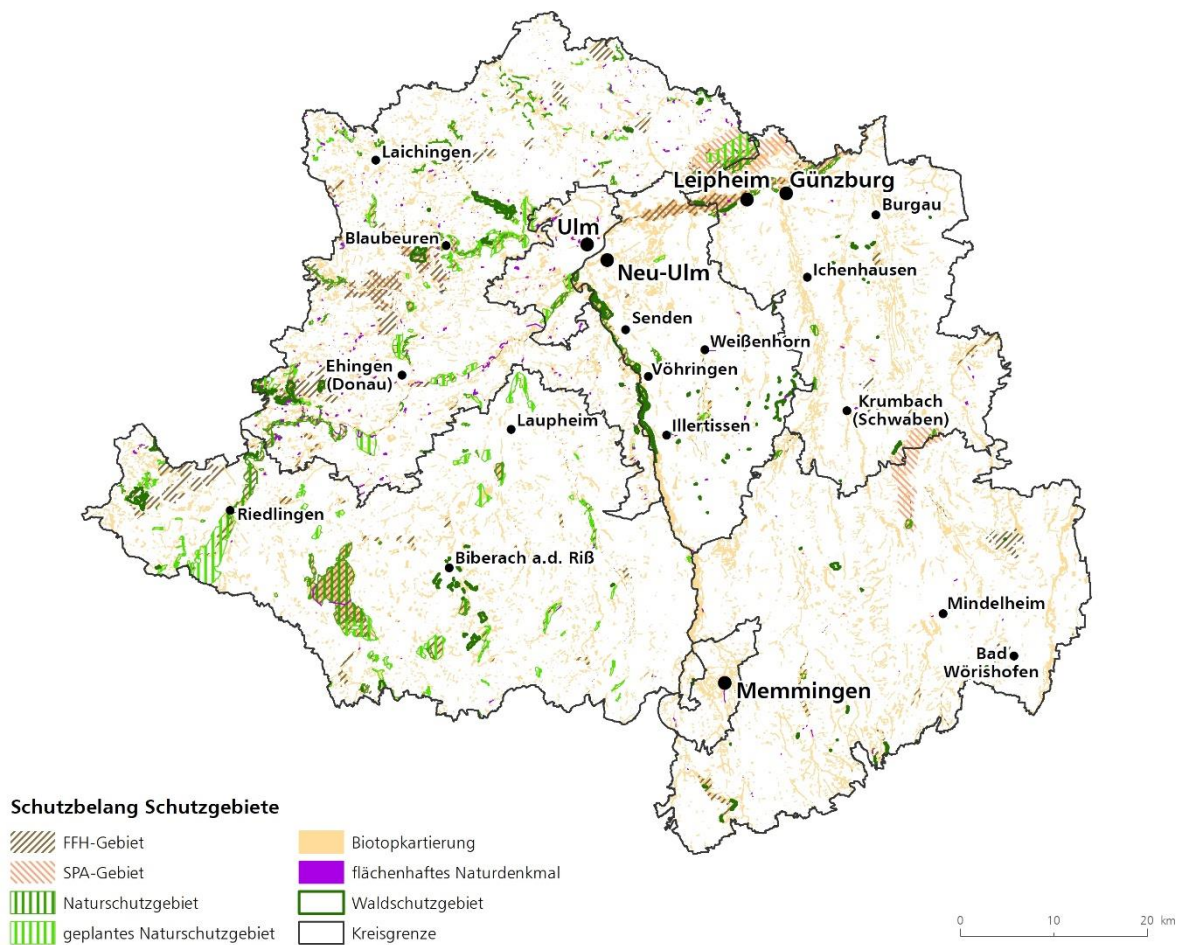 Laichingen
Leipheim
Günzburg
Burgau
Ulm
Blaubeuren
Neu-Ulm
Ichenhausen
Senden
Weißenhorn
Ehingen
(Donau)
Vöhringen
Krumbach
(Schwaben)
Laupheim
Illertissen
Riedlingen
Biberach a.d. Riß
Mindelheim
Bad
Wörishofen
Memmingen
Schutzbelang Schutzgebiete
FFH-Gebiet
SPA-Gebiet
Naturschutzgebiet
geplantes Naturschutzgebiet
Biotopkartierung
flächenhaftes Naturdenkmal
Waldschutzgebiet
Kreisgrenze
0 10 20 km